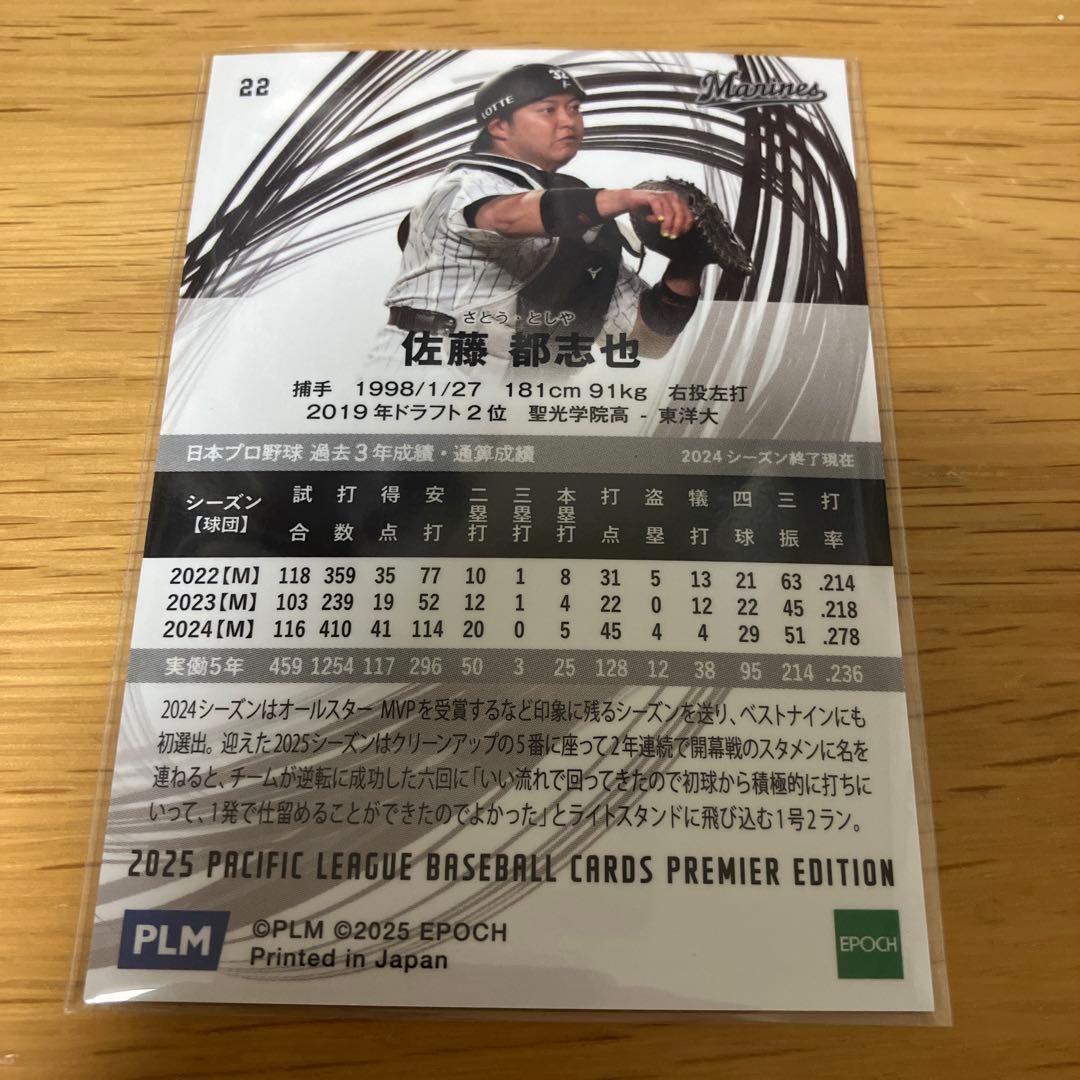 22
Marines
LOTTE
さとう・としや
佐藤 都志也
捕手 1998/1/27 181cm 91kg 右投左打
2019年ドラフト2位 聖光学院高 - 東洋大
日本プロ野球 過去3年成績・通算成績 2024シーズン終了現在
シーズン【球団】 試合 打数 得点 安打 二塁打 三塁打 本塁打 打点 盗塁 犠打 四球 三振 打率
2022【M】 118 359 35 77 10 1 8 31 5 13 21 63 .214
2023【M】 103 239 19 52 12 1 4 22 0 12 22 45 .218
2024【M】 116 410 41 114 20 0 5 45 4 4 29 51 .278
実働5年 459 1254 117 296 50 3 25 128 12 38 95 214 .236
2024シーズンはオールスター MVPを受賞するなど印象に残るシーズンを送り、ベストナインにも
初選出。迎えた2025シーズンはクリーンアップの5番に座って2年連続で開幕戦のスタメンに名を
連ねると、チームが逆転に成功した六回に「いい流れで回ってきたので初球から積極的に打ちに
いって、1発で仕留めることができたのでよかった」とライトスタンドに飛び込む1号2ラン。
2025 PACIFIC LEAGUE BASEBALL CARDS PREMIER EDITION
PLM
©PLM ©2025 EPOCH
Printed in Japan
EPOCH